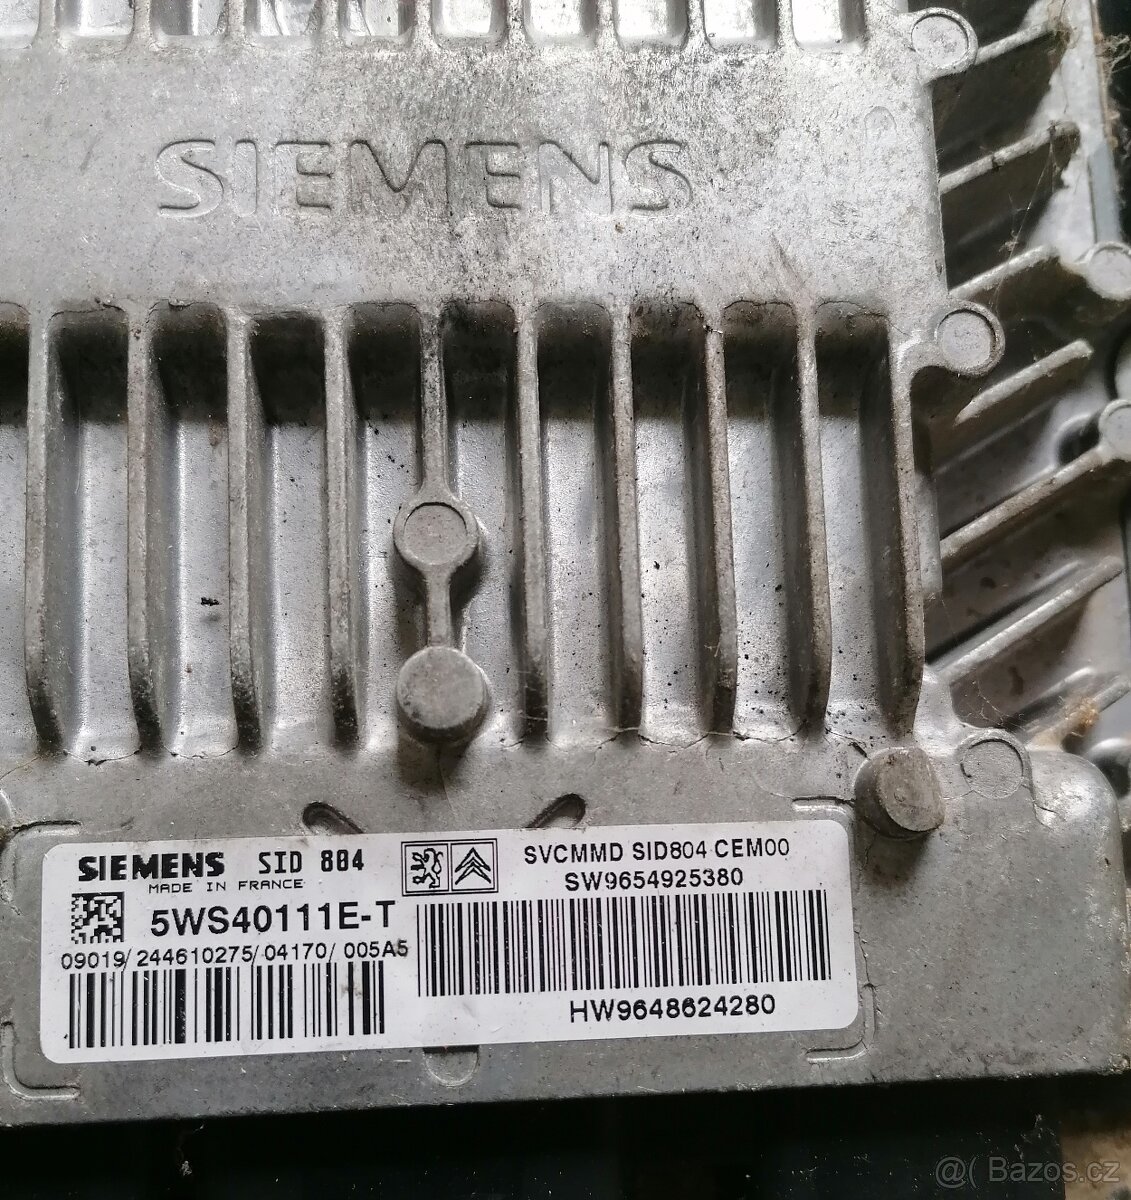 SIEMENS
SIEMENS SID 804
MADE IN FRANCE
5WS40111E-T
09019/244610275/04170/005A5
SVCMMD SID804 CEM00
SW9654925380
HW9648624280
@( Bazos.cz